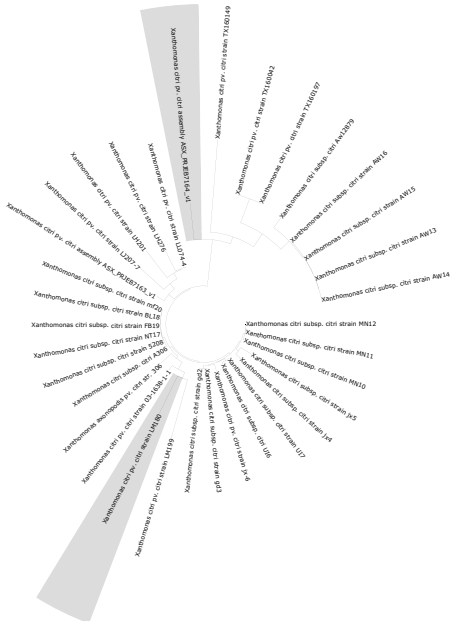 Xanthomonas citri pv. citri strain TX160149
Xanthomonas citri pv. citri strain TX160042
Xanthomonas citri pv. citri strain TX160197
Xanthomonas citri subsp. citri Aw12879
Xanthomonas citri subsp. citri strain AW16
Xanthomonas citri subsp. citri strain AW15
Xanthomonas citri subsp. citri strain AW13
Xanthomonas citri subsp. citri strain AW14
Xanthomonas citri subsp. citri strain MN12
Xanthomonas citri subsp. citri strain MN11
Xanthomonas citri subsp. citri strain MN10
Xanthomonas citri subsp. citri strain jx5
Xanthomonas citri subsp. citri strain jx4
Xanthomonas citri subsp. citri strain UI7
Xanthomonas citri subsp. citri UI6
Xanthomonas citri pv. citri strain jx-6
Xanthomonas citri subsp. citri strain gd3
Xanthomonas citri subsp. citri strain gd2
Xanthomonas citri pv. citri strain LM199
Xanthomonas citri pv. citri strain LM180
Xanthomonas citri pv. citri strain 03-1638-1-1
Xanthomonas axonopodis pv. citri str. 306
Xanthomonas citri subsp. citri A306
Xanthomonas citri subsp. citri strain 5208
Xanthomonas citri subsp. citri strain NT17
Xanthomonas citri subsp. citri strain FB19
Xanthomonas citri subsp. citri strain BL18
Xanthomonas citri subsp. citri strain mf20
Xanthomonas citri pv. citri assembly ASX_PRJEB7163_v1
Xanthomonas citri pv. citri strain LJ207-7
Xanthomonas citri pv. citri strain LH201
Xanthomonas citri pv. citri strain LH276
Xanthomonas citri pv. citri strain LL074-4
Xanthomonas citri pv. citri assembly ASX_PRJEB7164_v1